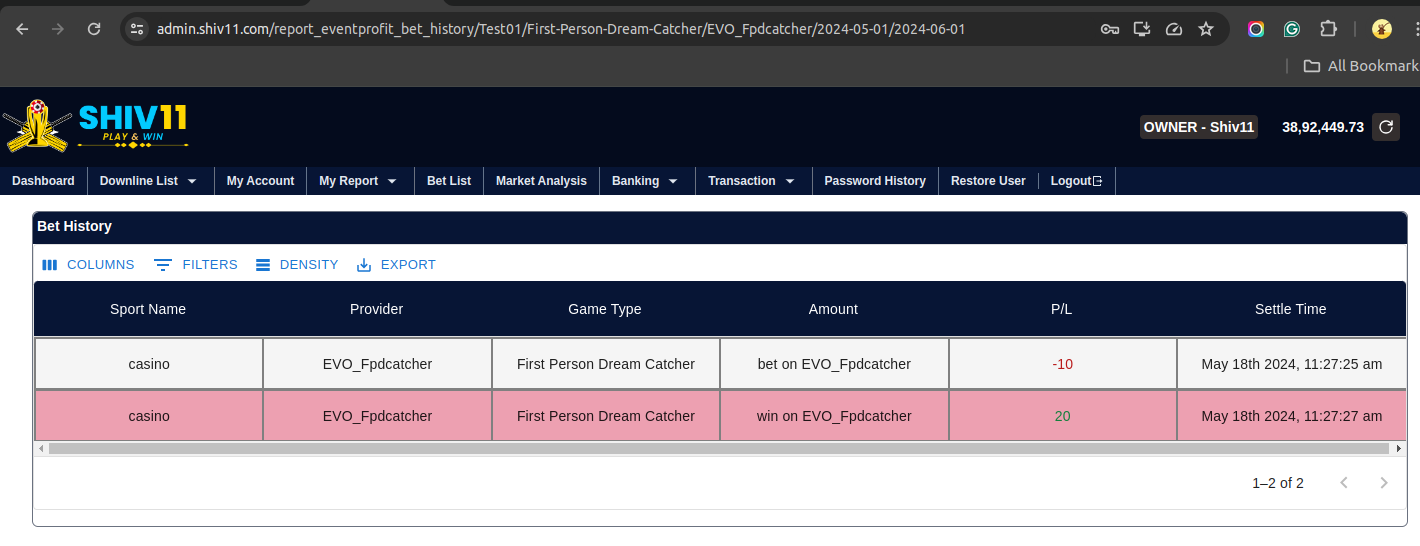 admin.shiv11.com/report_eventprofit_bet_history/Test01/First-Person-Dream-Catcher/EVO_Fpdcatcher/2024-05-01/2024-06-01
All Bookmark
SHIV11
PLAY & WIN
OWNER - Shiv11 38,92,449.73
Dashboard Downline List My Account My Report Bet List Market Analysis Banking Transaction Password History Restore User Logout
Bet History
COLUMNS FILTERS DENSITY EXPORT
Sport Name Provider Game Type Amount P/L Settle Time
casino EVO_Fpdcatcher First Person Dream Catcher bet on EVO_Fpdcatcher -10 May 18th 2024, 11:27:25 am
casino EVO_Fpdcatcher First Person Dream Catcher win on EVO_Fpdcatcher 20 May 18th 2024, 11:27:27 am
1–2 of 2